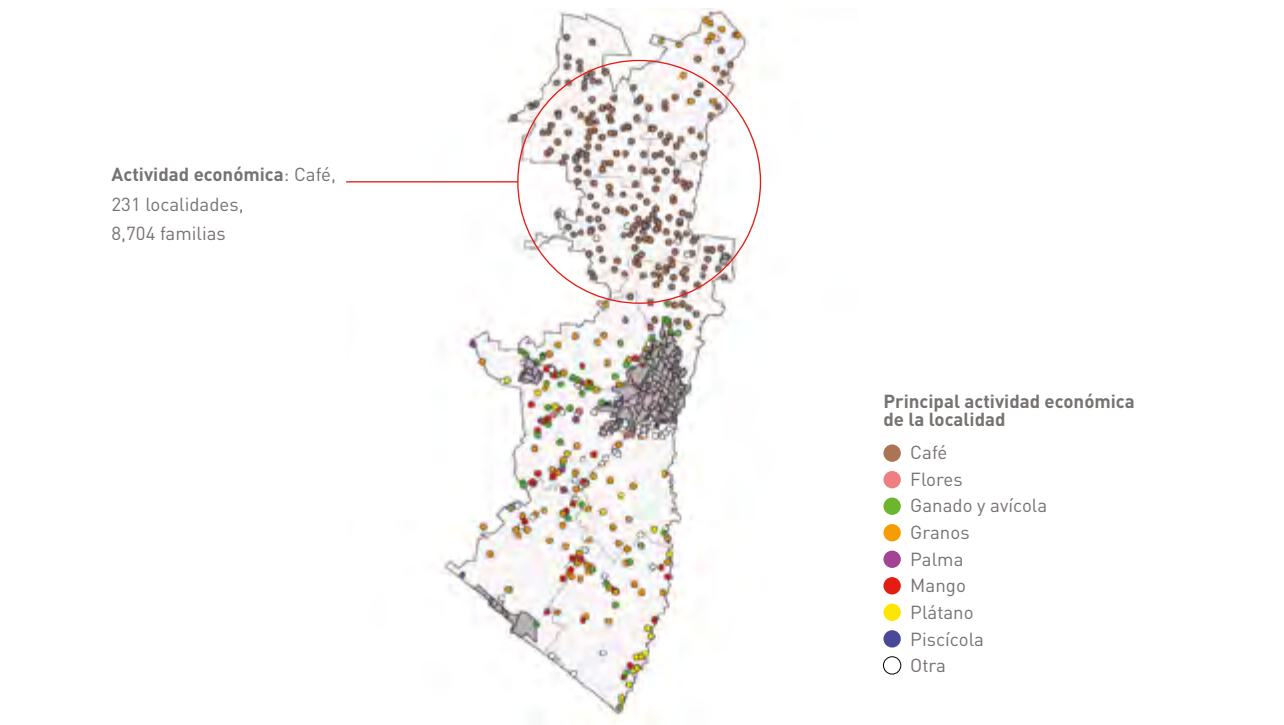 Actividad económica: Café,
231 localidades,
8,704 familias
Principal actividad económica
de la localidad
Café
Flores
Ganado y avícola
Granos
Palma
Mango
Plátano
Piscícola
Otra